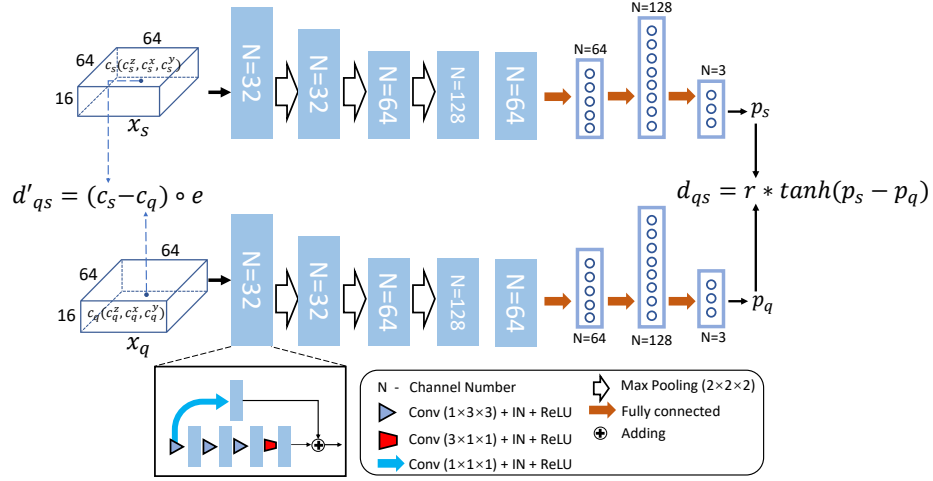 64
64
16
c_s(c_s^z, c_s^x, c_s^y)
x_s
N=32
N=32
N=64
N=128
N=64
N=64
N=128
N=3
p_s
d'_{qs} = (c_s−c_q) ∘ e
d_{qs} = r * tanh(p_s − p_q)
64
64
16
c_q(c_q^z, c_q^x, c_q^y)
x_q
N=32
N=32
N=64
N=128
N=64
N=64
N=128
N=3
p_q
N - Channel Number
Conv (1×3×3) + IN + ReLU
Conv (3×1×1) + IN + ReLU
Conv (1×1×1) + IN + ReLU
Max Pooling (2×2×2)
Fully connected
Adding